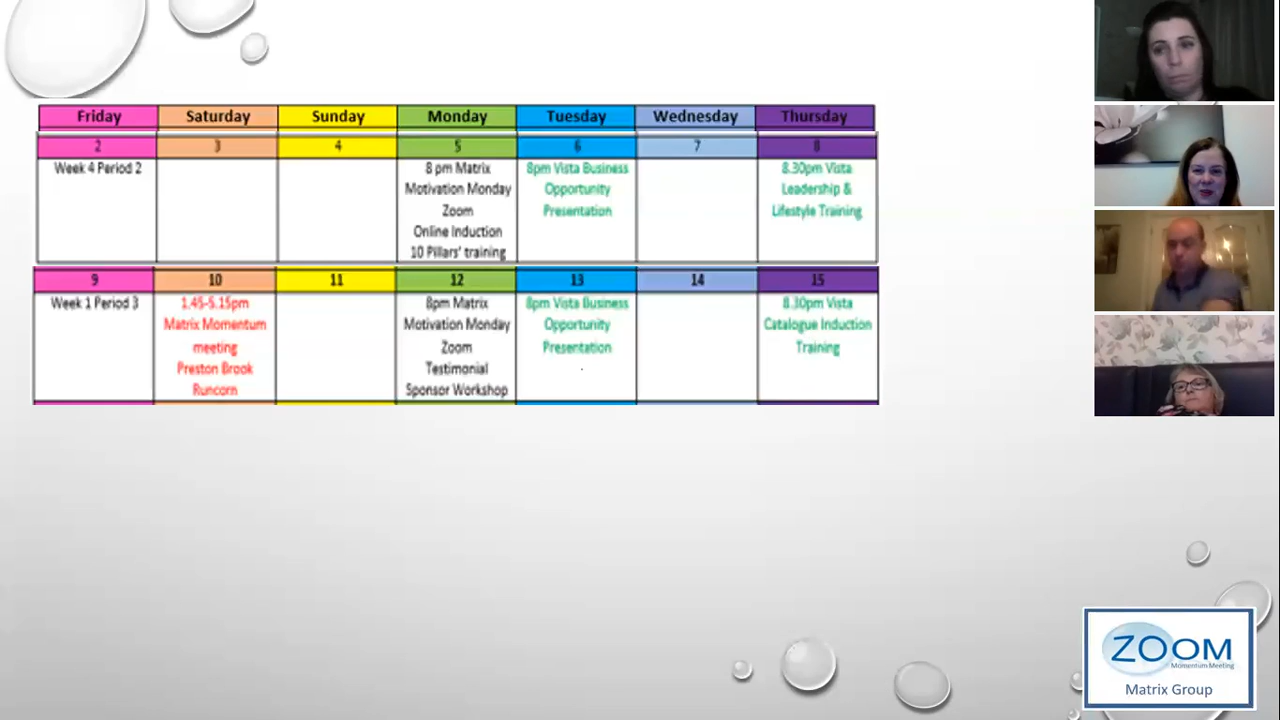 Friday Saturday Sunday Monday Tuesday Wednesday Thursday
2 3 4 5 6 7 8
Week 4 Period 2
8 pm Matrix
Motivation Monday
Zoom
Online Induction
10 Pillars' training
8pm Vista Business
Opportunity
Presentation
8.30pm Vista
Leadership &
Lifestyle Training
9 10 11 12 13 14 15
Week 1 Period 3
1.45-5.15pm
Matrix Momentum
meeting
Preston Brook
Runcorn
8pm Matrix
Motivation Monday
Zoom
Testimonial
Sponsor Workshop
8pm Vista Business
Opportunity
Presentation
8.30pm Vista
Catalogue Induction
Training
ZOOM
Momentum Meeting
Matrix Group